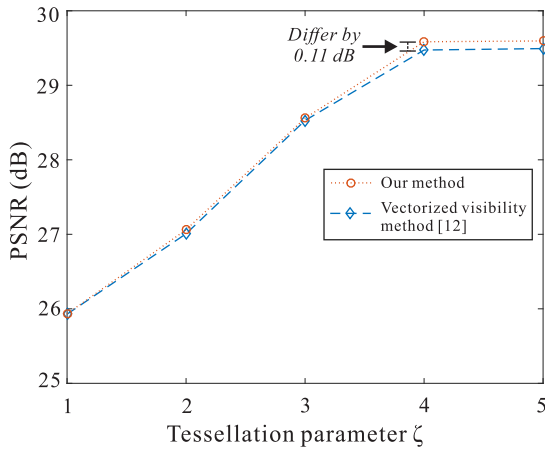 30
29
28
27
26
25
PSNR (dB)
Differ by
0.11 dB
Our method
Vectorized visibility
method [12]
1
2
3
4
5
Tessellation parameter ζ